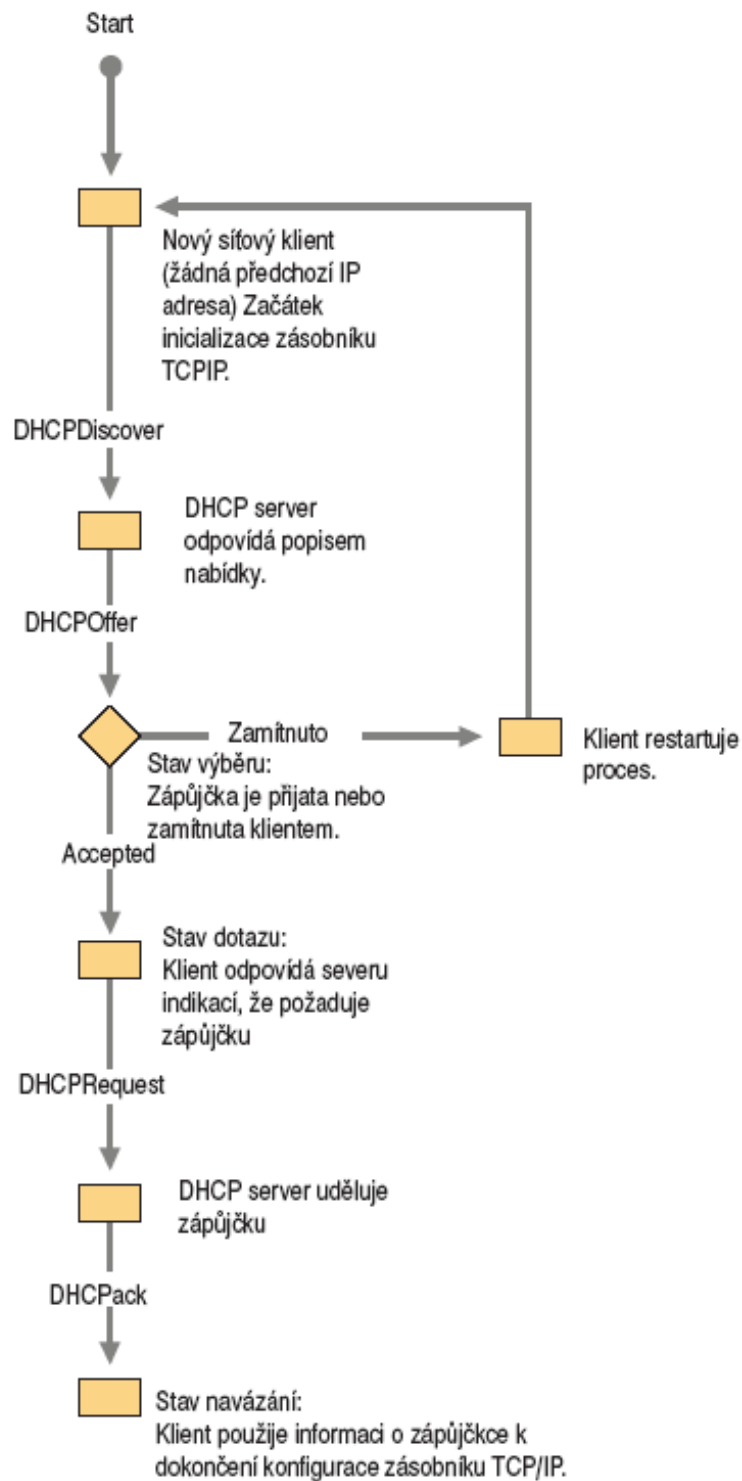 Start
Nový síťový klient
(žádná předchozí IP
adresa) Začátek
inicializace zásobníku
TCPIP.
DHCPDiscover
DHCP server
odpovídá popisem
nabídky.
DHCPOffer
Zamítnuto
Klient restartuje
proces.
Stav výběru:
Zápůjčka je přijata nebo
zamítnuta klientem.
Accepted
Stav dotazu:
Klient odpovídá severu
indikací, že požaduje
zápůjčku
DHCPRequest
DHCP server uděluje
zápůjčku
DHCPack
Stav navázání:
Klient použije informaci o zápůjčkce k
dokončení konfigurace zásobníku TCP/IP.